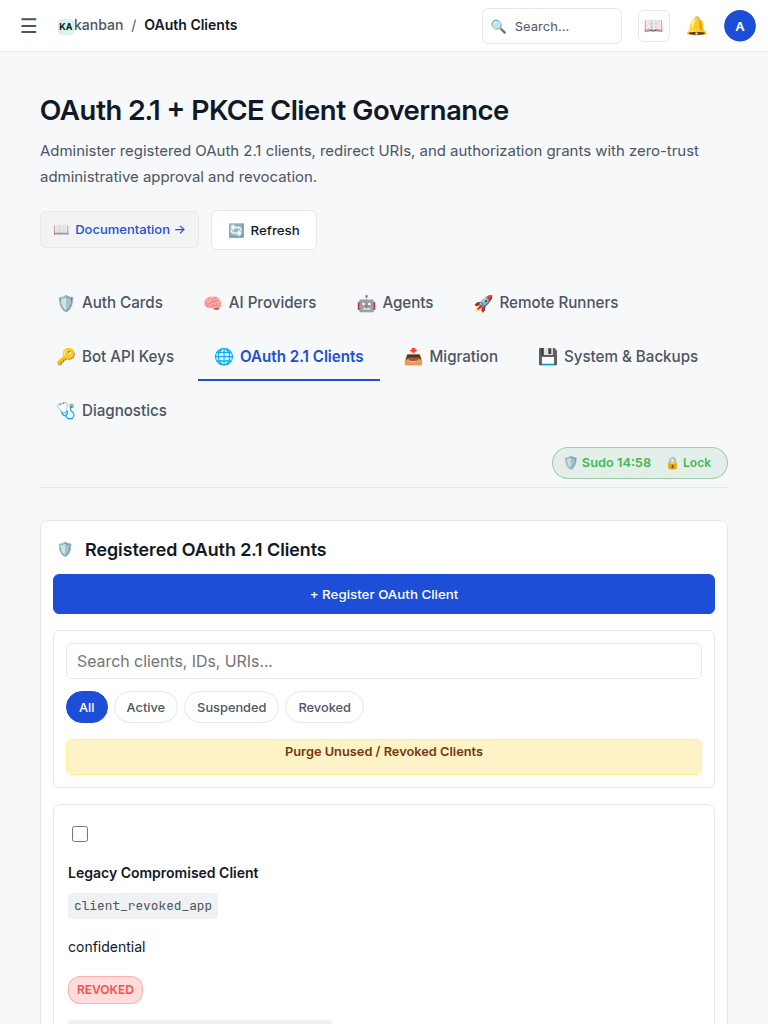 KA kanban / OAuth Clients
Search...
A
OAuth 2.1 + PKCE Client Governance
Administer registered OAuth 2.1 clients, redirect URIs, and authorization grants with zero-trust
administrative approval and revocation.
Documentation → Refresh
Auth Cards AI Providers Agents Remote Runners
Bot API Keys OAuth 2.1 Clients Migration System & Backups
Diagnostics
Sudo 14:58 Lock
Registered OAuth 2.1 Clients
+ Register OAuth Client
Search clients, IDs, URIs...
All Active Suspended Revoked
Purge Unused / Revoked Clients
Legacy Compromised Client
client_revoked_app
confidential
REVOKED